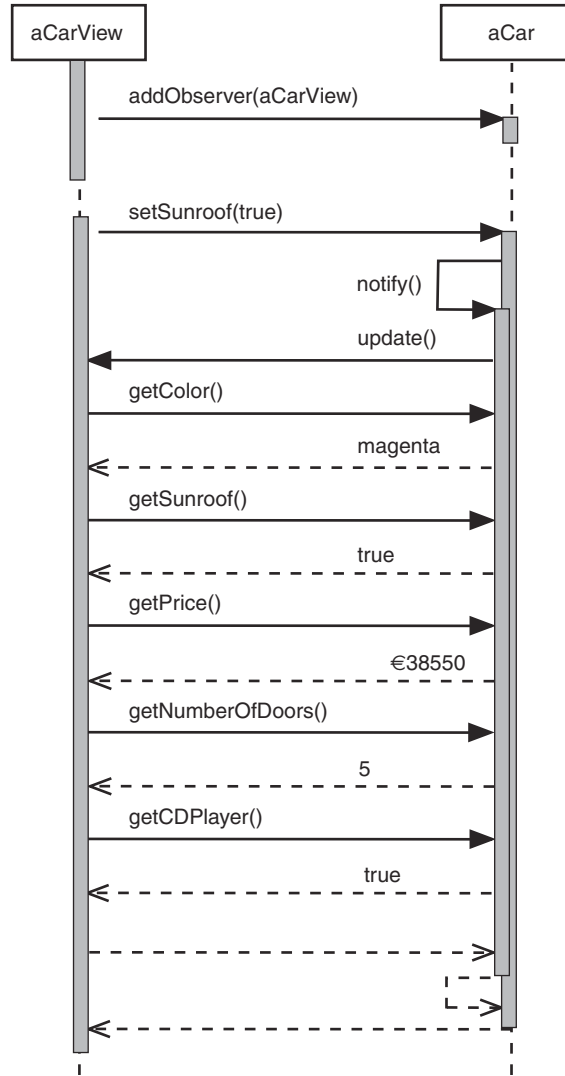 aCarView
aCar
addObserver(aCarView)
setSunroof(true)
notify()
update()
getColor()
magenta
getSunroof()
true
getPrice()
€38550
getNumberOfDoors()
5
getCDPlayer()
true